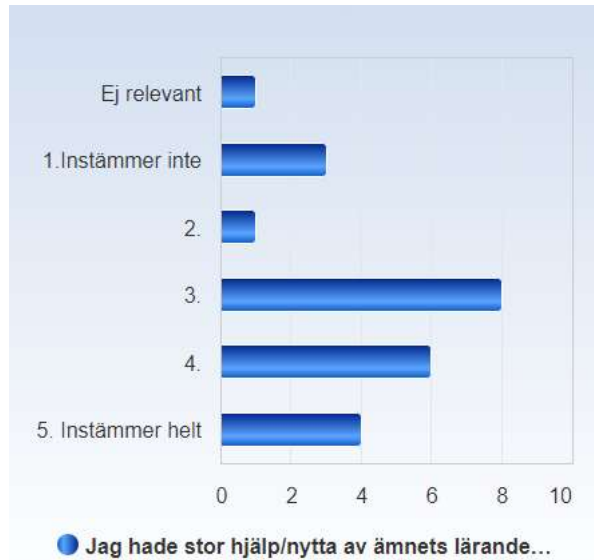 Ej relevant
1.Instämmer inte
2.
3.
4.
5. Instämmer helt
0 2 4 6 8 10
Jag hade stor hjälp/nytta av ämnets lärande...